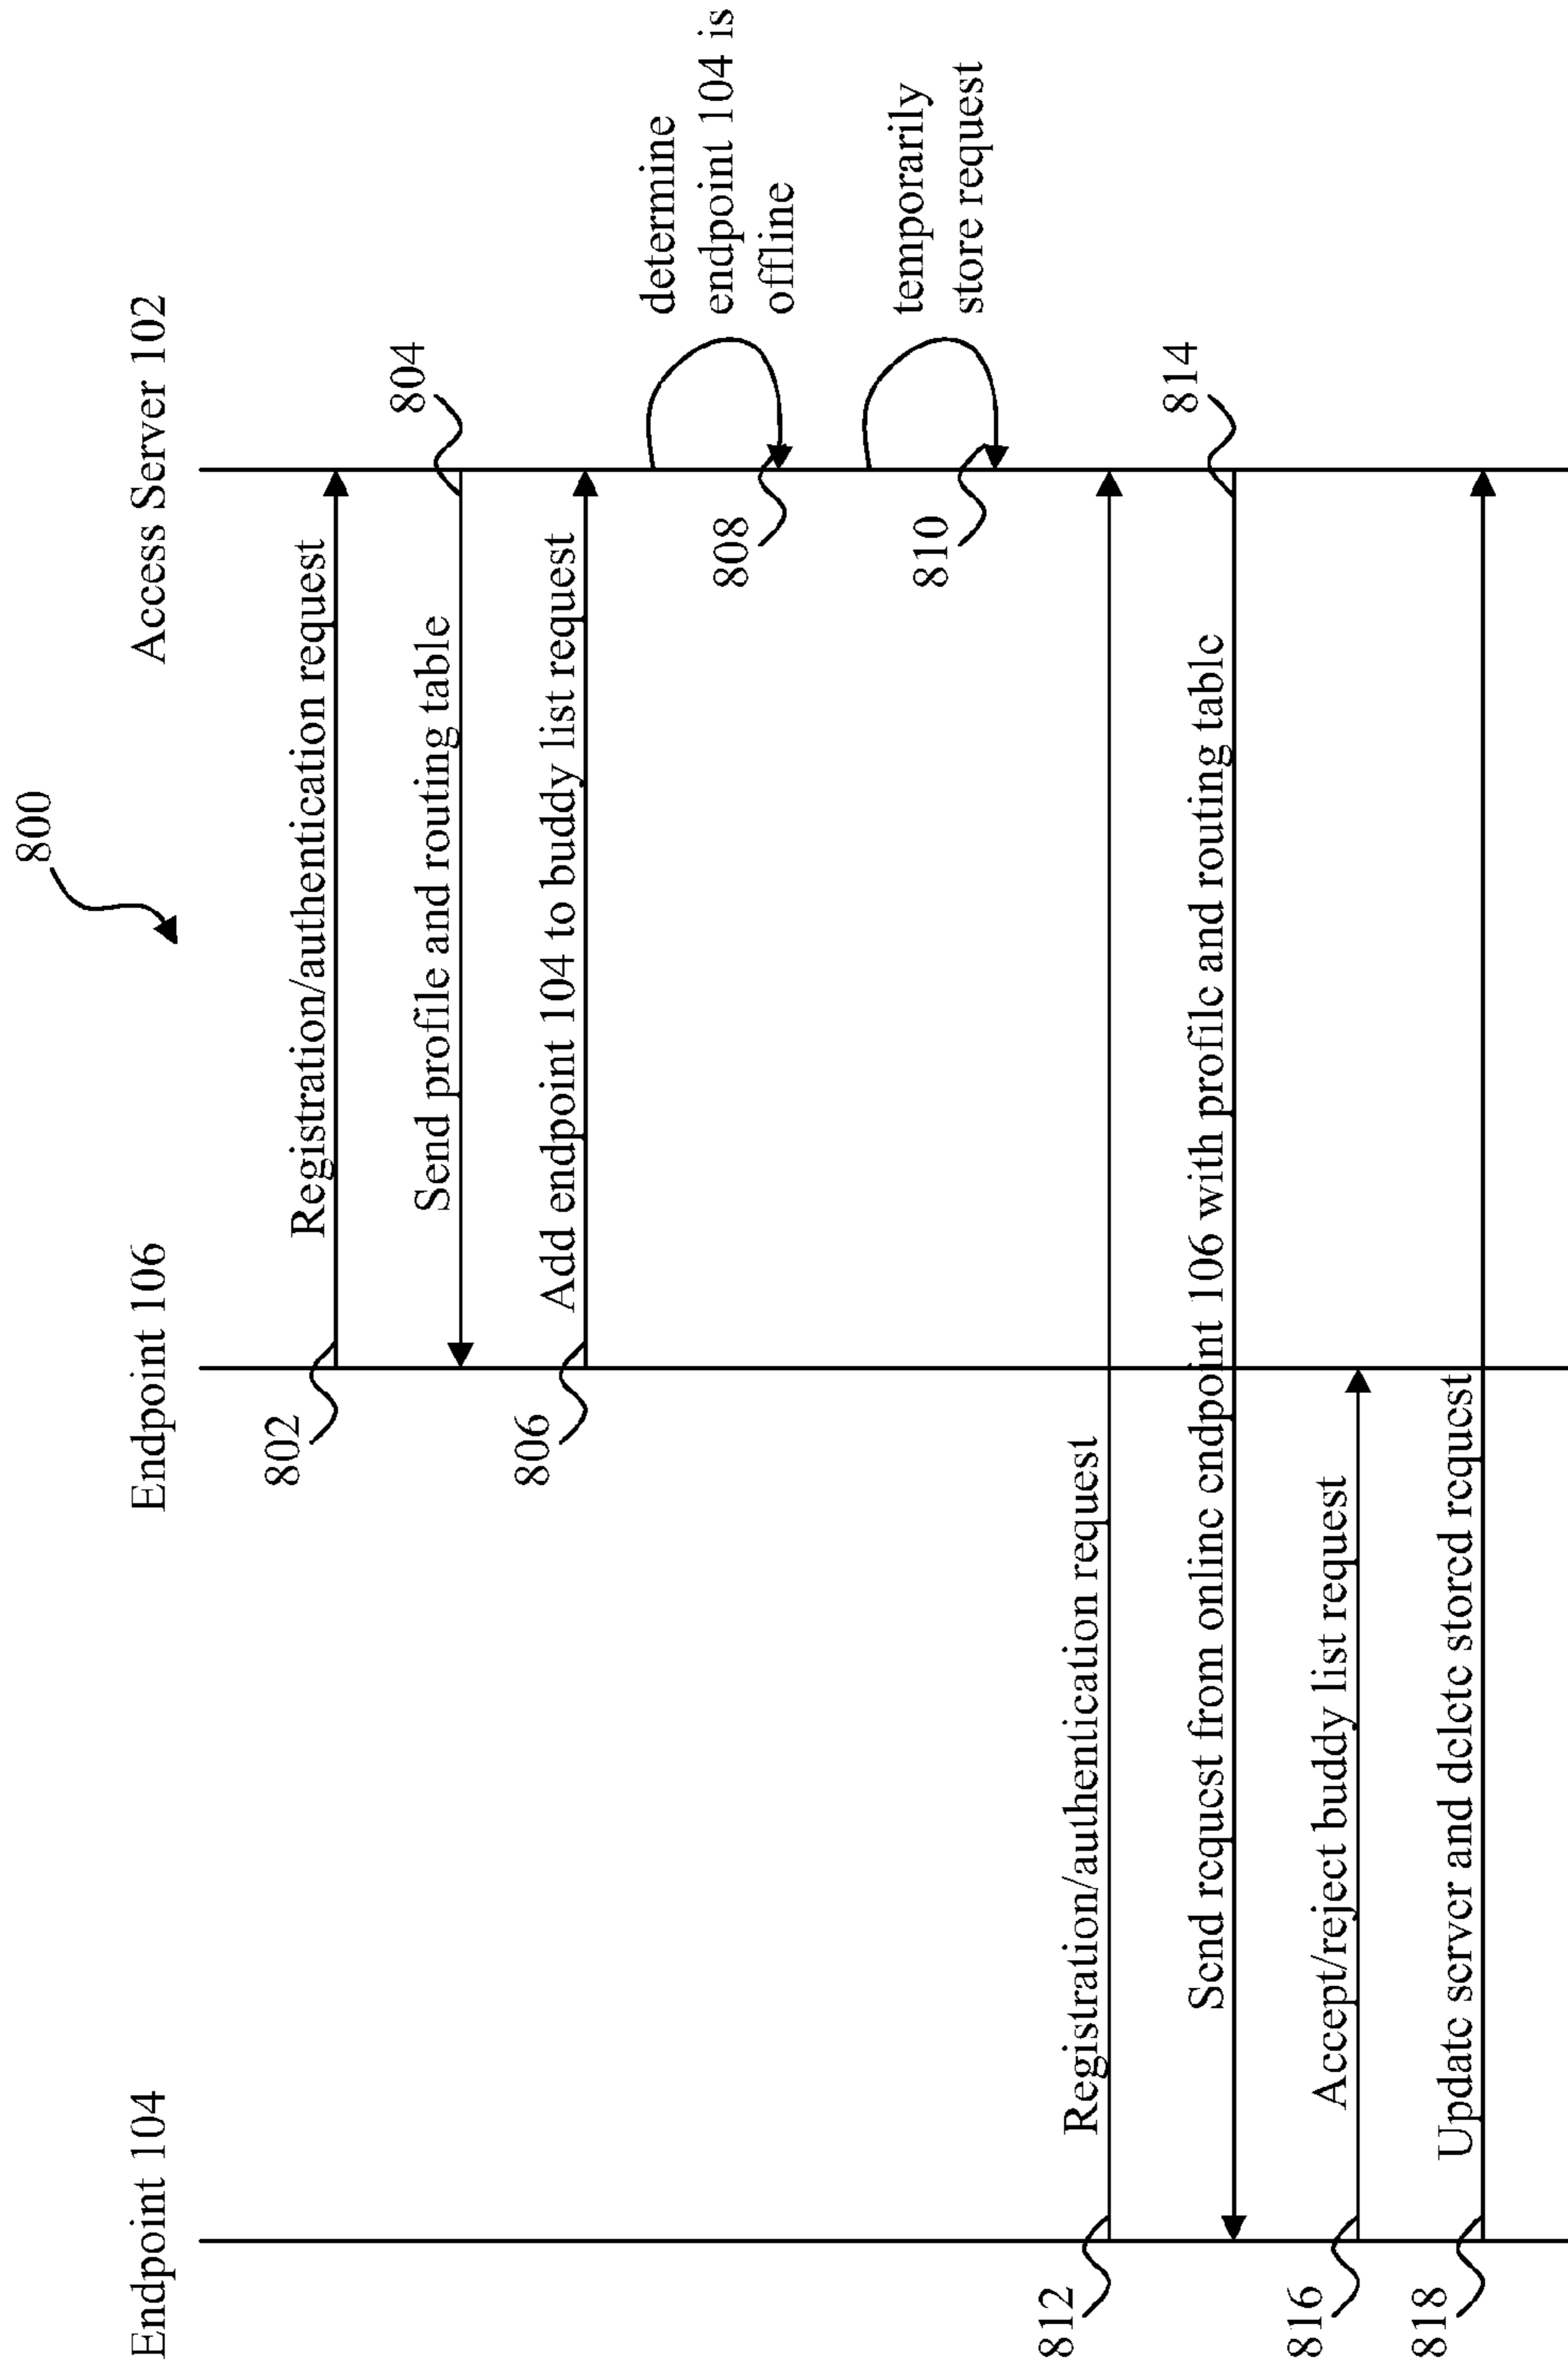 800
Endpoint 104
Endpoint 106
Access Server 102
802
Registration/authentication request
804
Send profile and routing table
806
Add endpoint 104 to buddy list request
808
determine
endpoint 104 is
offline
810
temporarily
store request
812
Registration/authentication request
814
Send request from online endpoint 106 with profile and routing table
816
Accept/reject buddy list request
818
Update server and delete stored request